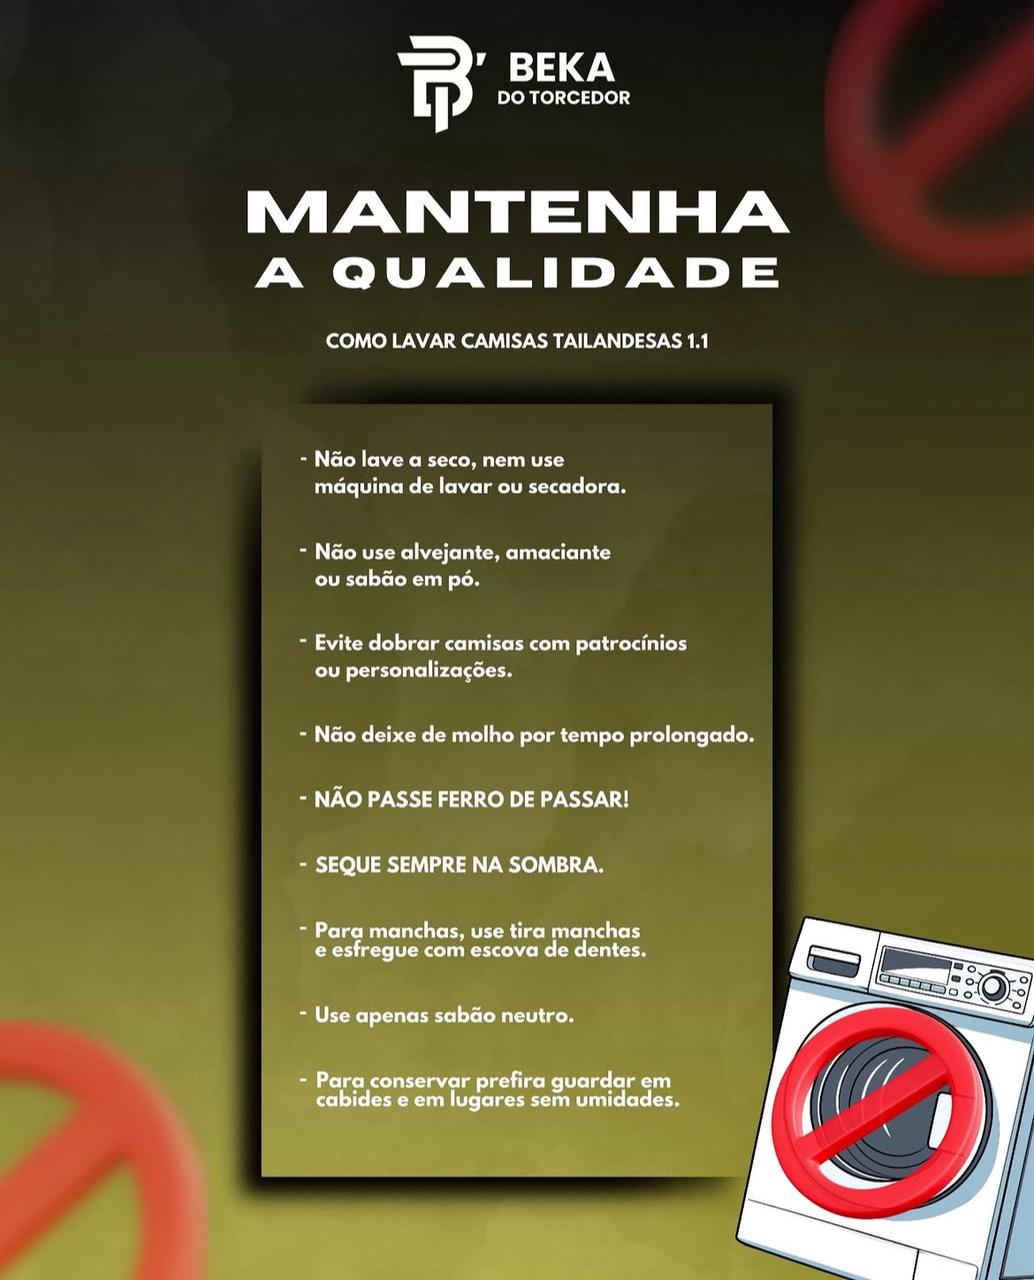 BEKA
DO TORCEDOR
MANTENHA
A QUALIDADE
COMO LAVAR CAMISAS TAILANDESAS 1.1
- Não lave a seco, nem use
máquina de lavar ou secadora.
- Não use alvejante, amaciante
ou sabão em pó.
- Evite dobrar camisas com patrocínios
ou personalizações.
- Não deixe de molho por tempo prolongado.
- NÃO PASSE FERRO DE PASSAR!
- SEQUE SEMPRE NA SOMBRA.
- Para manchas, use tira manchas
e esfregue com escova de dentes.
- Use apenas sabão neutro.
- Para conservar prefira guardar em
cabides e em lugares sem umidades.